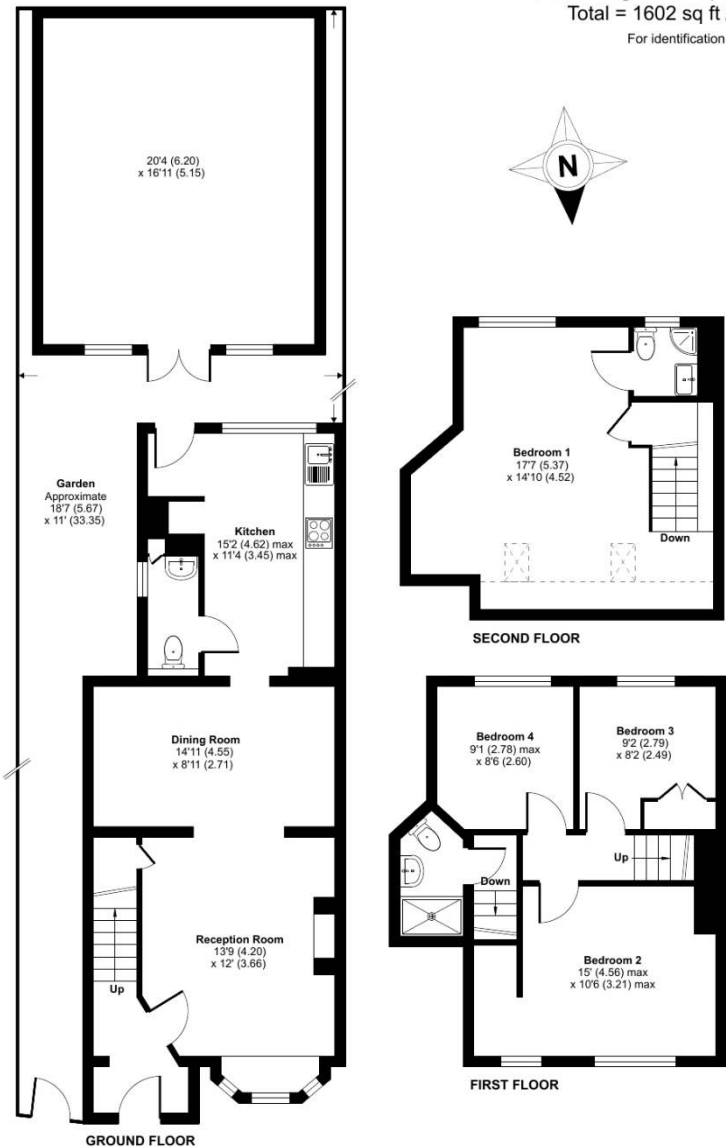 Total = 1602 sq ft
For identification
20'4 (6.20)
x 16'11 (5.15)
N
Garden
Approximate
18'7 (5.67)
x 11' (33.35)
Kitchen
15'2 (4.62) max
x 11'4 (3.45) max
Dining Room
14'11 (4.55)
x 8'11 (2.71)
Reception Room
13'9 (4.20)
x 12' (3.66)
Up
GROUND FLOOR
Bedroom 1
17'7 (5.37)
x 14'10 (4.52)
Down
SECOND FLOOR
Bedroom 4
9'1 (2.78) max
x 8'6 (2.60)
Bedroom 3
9'2 (2.79)
x 8'2 (2.49)
Up
Down
Bedroom 2
15' (4.56) max
x 10'6 (3.21) max
FIRST FLOOR